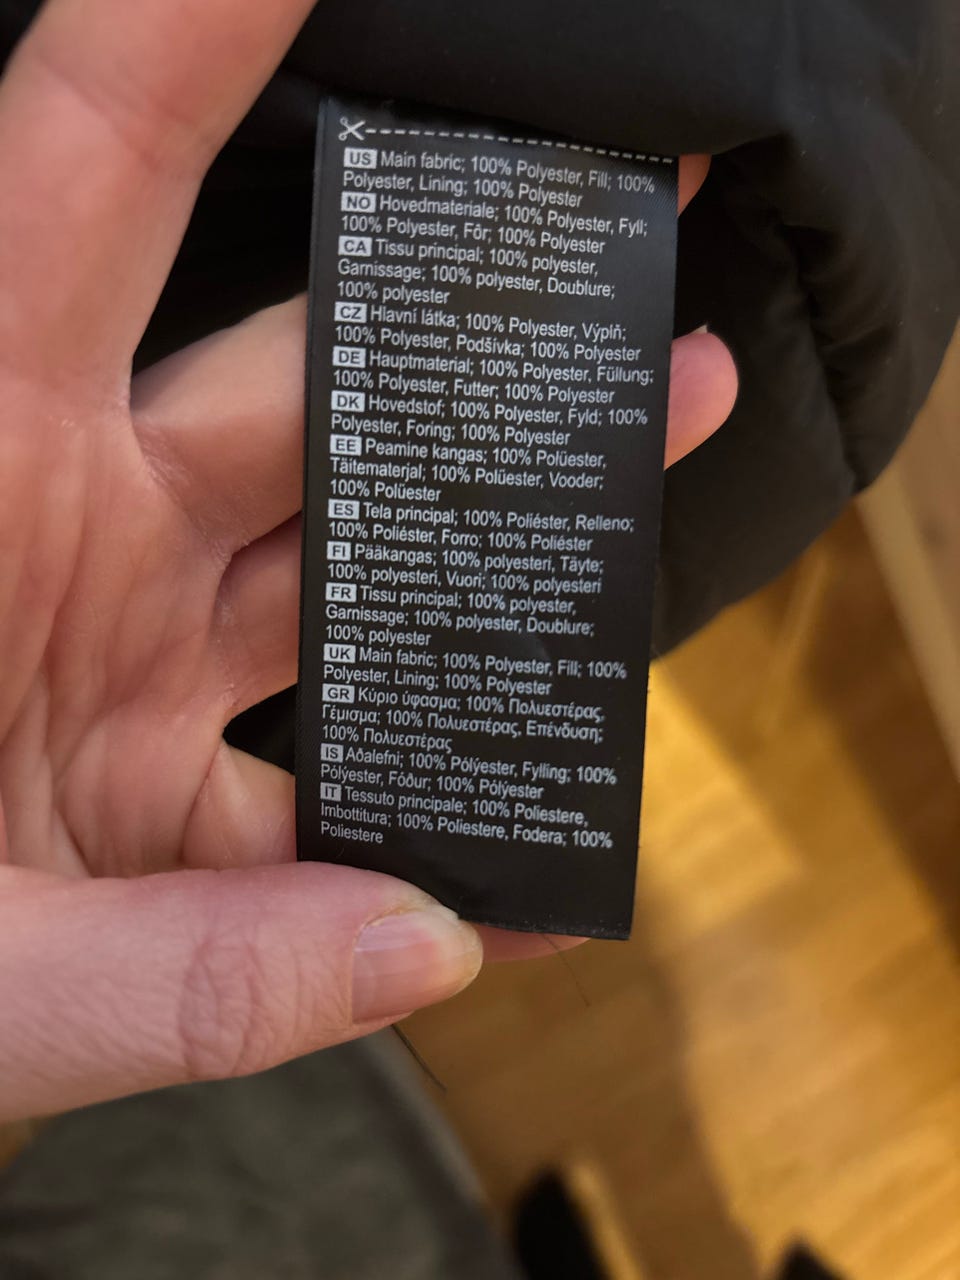 US Main fabric; 100% Polyester, Fill; 100%
Polyester, Lining; 100% Polyester
NO Hovedmateriale; 100% Polyester, Fyll;
100% Polyester, Fôr; 100% Polyester
CA Tissu principal; 100% polyester,
Garnissage; 100% polyester, Doublure;
100% polyester
CZ Hlavní látka; 100% Polyester, Výplň;
100% Polyester, Podšívka; 100% Polyester
DE Hauptmaterial; 100% Polyester, Füllung;
100% Polyester, Futter; 100% Polyester
DK Hovedstof; 100% Polyester, Fyld; 100%
Polyester, Foring; 100% Polyester
EE Peamine kangas; 100% Polüester,
Täitematerjal; 100% Polüester, Vooder;
100% Polüester
ES Tela principal; 100% Poliéster, Relleno;
100% Poliéster, Forro; 100% Poliéster
FI Pääkangas; 100% polyesteri, Täyte;
100% polyesteri, Vuori; 100% polyesteri
FR Tissu principal; 100% polyester,
Garnissage; 100% polyester, Doublure;
100% polyester
UK Main fabric; 100% Polyester, Fill; 100%
Polyester, Lining; 100% Polyester
GR Κύριο ύφασμα; 100% Πολυεστέρας,
Γέμισμα; 100% Πολυεστέρας, Επένδυση;
100% Πολυεστέρας
IS Aðalefni; 100% Pólýester, Fylling; 100%
Pólýester, Fóður; 100% Pólýester
IT Tessuto principale; 100% Poliestere,
Imbottitura; 100% Poliestere, Fodera; 100%
Poliestere